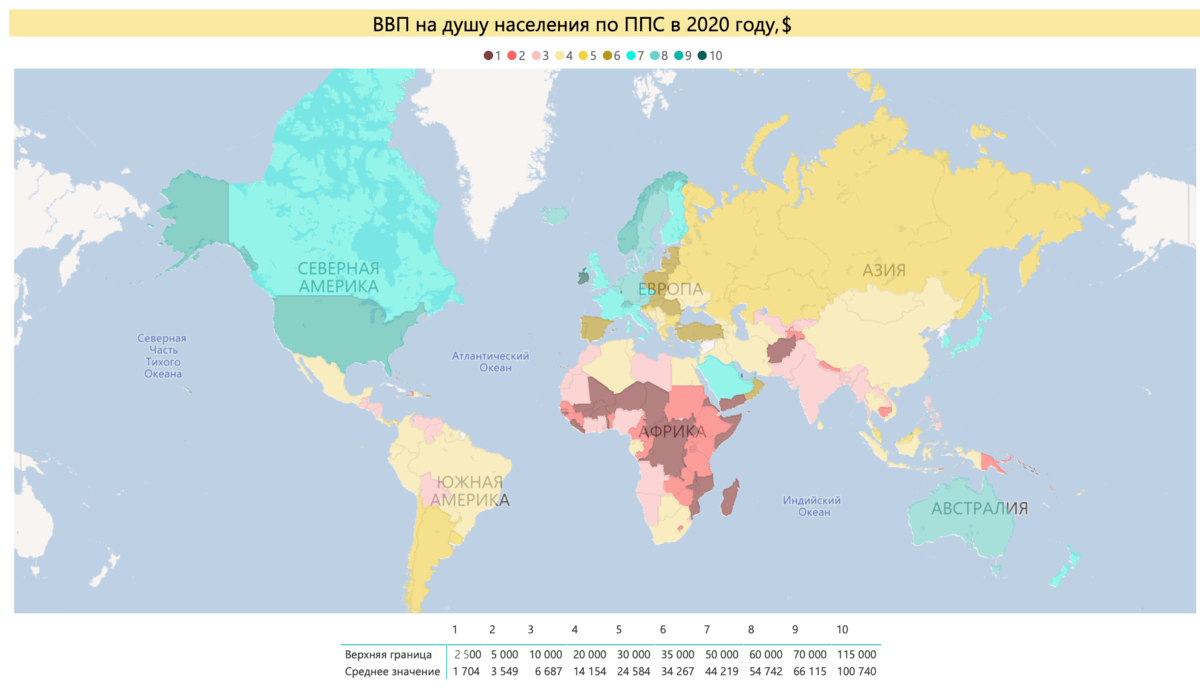 ВВП на душу населения по ППС в 2020 году,$
1 2 3 4 5 6 7 8 9 10
СЕВЕРНАЯ
АМЕРИКА
ЕВРОПА
АЗИЯ
Северная
Часть
Тихого
Океана
Атлантический
Океан
АФРИКА
ЮЖНАЯ
АМЕРИКА
Индийский
Океан
АВСТРАЛИЯ
1 2 3 4 5 6 7 8 9 10
Верхняя граница 2 500 5 000 10 000 20 000 30 000 35 000 50 000 60 000 70 000 115 000
Среднее значение 1 704 3 549 6 687 14 154 24 584 34 267 44 219 54 742 66 115 100 740